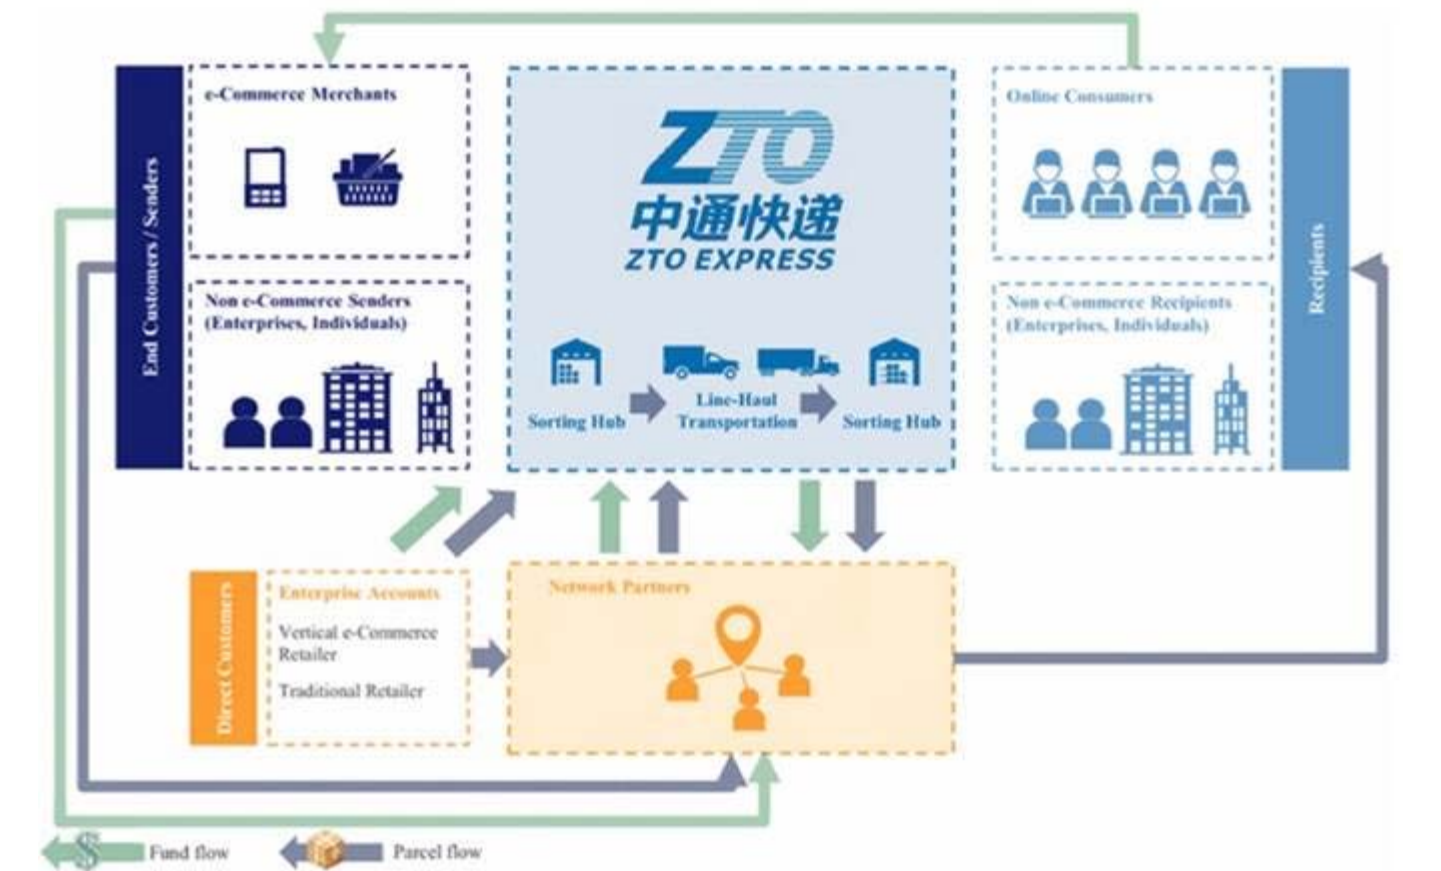 e-Commerce Merchants
End Customers / Senders
Non e-Commerce Senders
(Enterprises, Individuals)
ZTO
中通快递
ZTO EXPRESS
Sorting Hub
Line-Haul
Transportation
Sorting Hub
Online Consumers
Recipients
Non e-Commerce Recipients
(Enterprises, Individuals)
Direct Customers
Enterprise Accounts
Vertical e-Commerce
Retailer
Traditional Retailer
Network Partners
$
Fund flow
Parcel flow